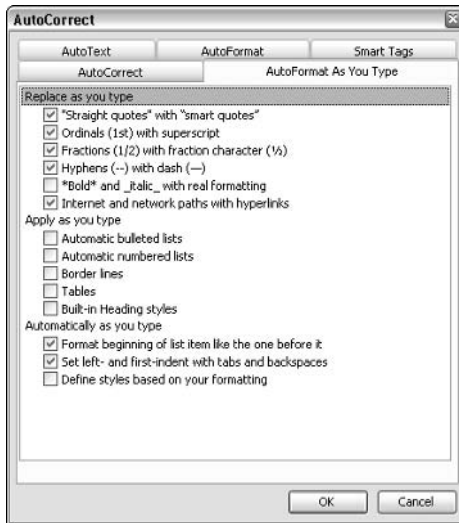 AutoCorrect
AutoText
AutoFormat
Smart Tags
AutoCorrect
AutoFormat As You Type
Replace as you type
"Straight quotes" with “smart quotes”
Ordinals (1st) with superscript
Fractions (1/2) with fraction character (½)
Hyphens (--) with dash (—)
*Bold* and _italic_ with real formatting
Internet and network paths with hyperlinks
Apply as you type
Automatic bulleted lists
Automatic numbered lists
Border lines
Tables
Built-in Heading styles
Automatically as you type
Format beginning of list item like the one before it
Set left- and first-indent with tabs and backspaces
Define styles based on your formatting
OK
Cancel